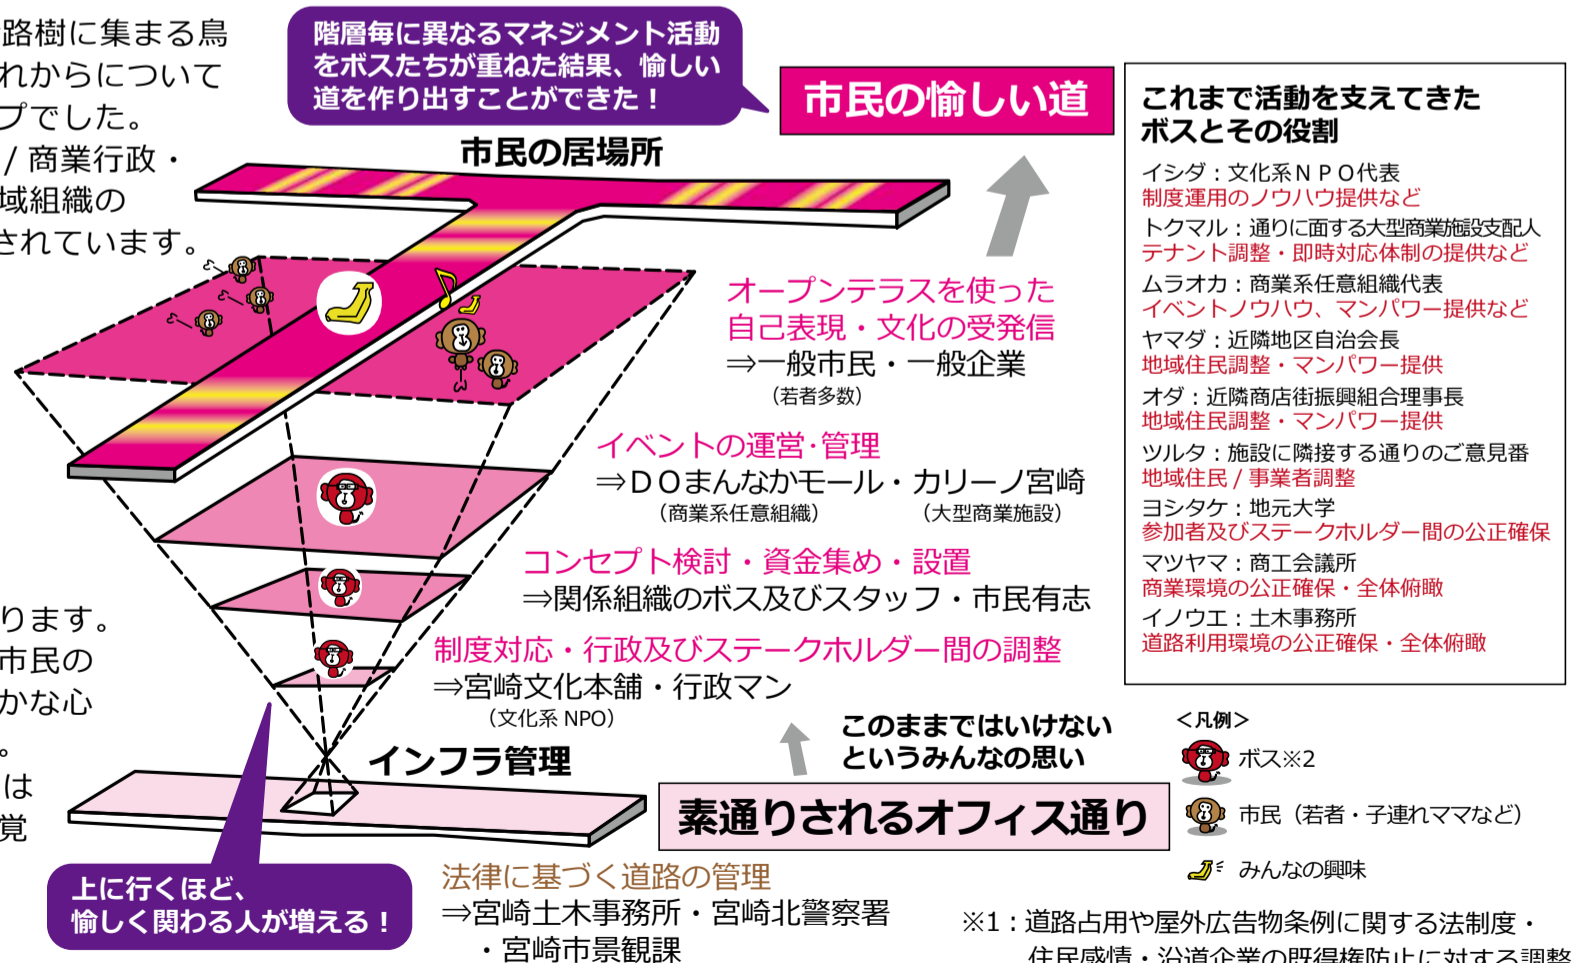 路樹に集まる鳥
れからについて
プでした。
/ 商業行政・
域組織の
されています。
階層毎に異なるマネジメント活動
をボスたちが重ねた結果、愉しい
道を作り出すことができた！
市民の愉しい道
市民の居場所
オープンテラスを使った
自己表現・文化の受発信
⇒一般市民・一般企業
（若者多数）
イベントの運営・管理
⇒ＤＯまんなかモール・カリーノ宮崎
（商業系任意組織）　（大型商業施設）
コンセプト検討・資金集め・設置
⇒関係組織のボス及びスタッフ・市民有志
制度対応・行政及びステークホルダー間の調整
⇒宮崎文化本舗・行政マン
（文化系 NPO）
ります。
市民の
かな心
。
は
覚
このままではいけない
というみんなの思い
インフラ管理
素通りされるオフィス通り
上に行くほど、
愉しく関わる人が増える！
法律に基づく道路の管理
⇒宮崎土木事務所・宮崎北警察署
・宮崎市景観課
これまで活動を支えてきた
ボスとその役割
イシダ：文化系ＮＰＯ代表
制度運用のノウハウ提供など
トクマル：通りに面する大型商業施設支配人
テナント調整・即時対応体制の提供など
ムラオカ：商業系任意組織代表
イベントノウハウ、マンパワー提供など
ヤマダ：近隣地区自治会長
地域住民調整・マンパワー提供
オダ：近隣商店街振興組合理事長
地域住民調整・マンパワー提供
ツルタ：施設に隣接する通りのご意見番
地域住民 / 事業者調整
ヨシタケ：地元大学
参加者及びステークホルダー間の公正確保
マツヤマ：商工会議所
商業環境の公正確保・全体俯瞰
イノウエ：土木事務所
道路利用環境の公正確保・全体俯瞰
＜凡例＞
ボス※2
市民（若者・子連れママなど）
みんなの興味
※1：道路占用や屋外広告物条例に関する法制度・
住民感情・沿道企業の既得権防止に対する調整